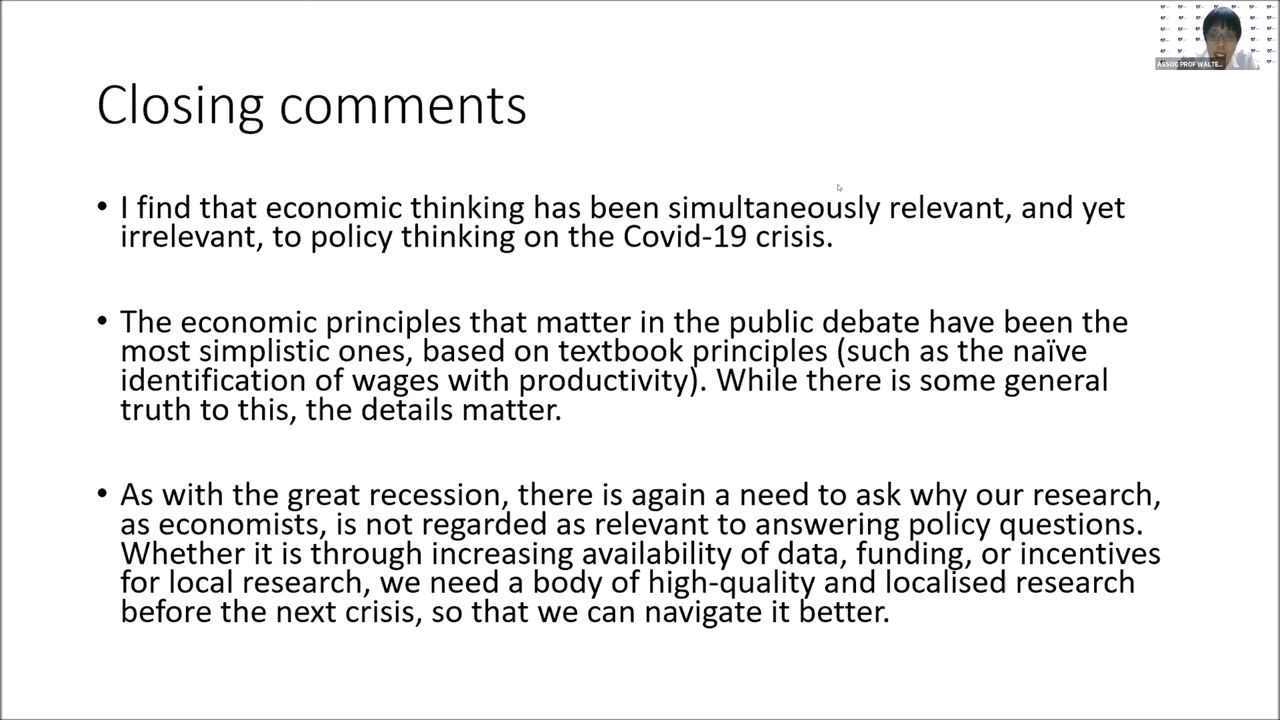 ASSOC PROF WALTE...
Closing comments
• I find that economic thinking has been simultaneously relevant, and yet
irrelevant, to policy thinking on the Covid-19 crisis.
• The economic principles that matter in the public debate have been the
most simplistic ones, based on textbook principles (such as the naïve
identification of wages with productivity). While there is some general
truth to this, the details matter.
• As with the great recession, there is again a need to ask why our research,
as economists, is not regarded as relevant to answering policy questions.
Whether it is through increasing availability of data, funding, or incentives
for local research, we need a body of high-quality and localised research
before the next crisis, so that we can navigate it better.